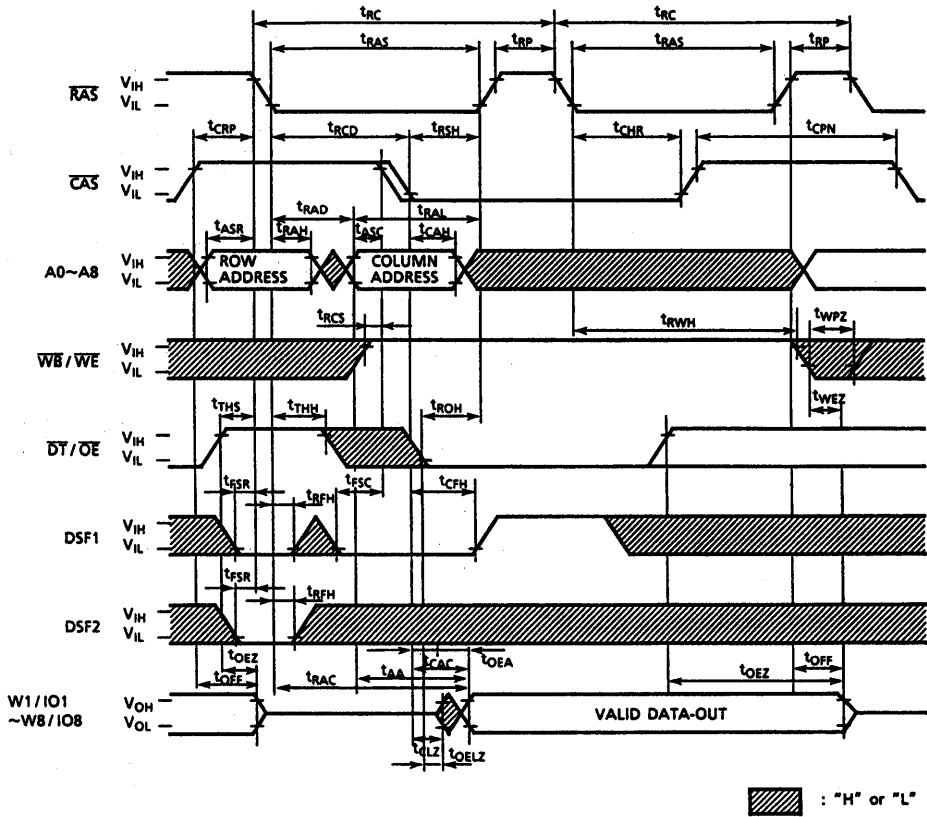 tRC tRC
tRAS tRP tRAS tRP
RAS VIH
VIL
tCRP tRCD tRSH tCHR tCPN
CAS VIH
VIL
tRAD tRAL
tASR tRAH tASC tCAH
A0~A8 VIH
VIL
ROW ADDRESS
COLUMN ADDRESS
tRCS tRWH tWPZ
WB / WE VIH
VIL
tWEZ
tTHS tTHH tROH
DT / OE VIH
VIL
tFSR tRFH tFSC tCFH
DSF1 VIH
VIL
tFSR tRFH
DSF2 VIH
VIL
tOEZ tCAC tOEA
tOFF tRAC tAA tOEZ tOFF
W1 / IO1
~W8 / IO8
VOH
VOL
VALID DATA-OUT
tCLZ tOELZ
: "H" or "L"